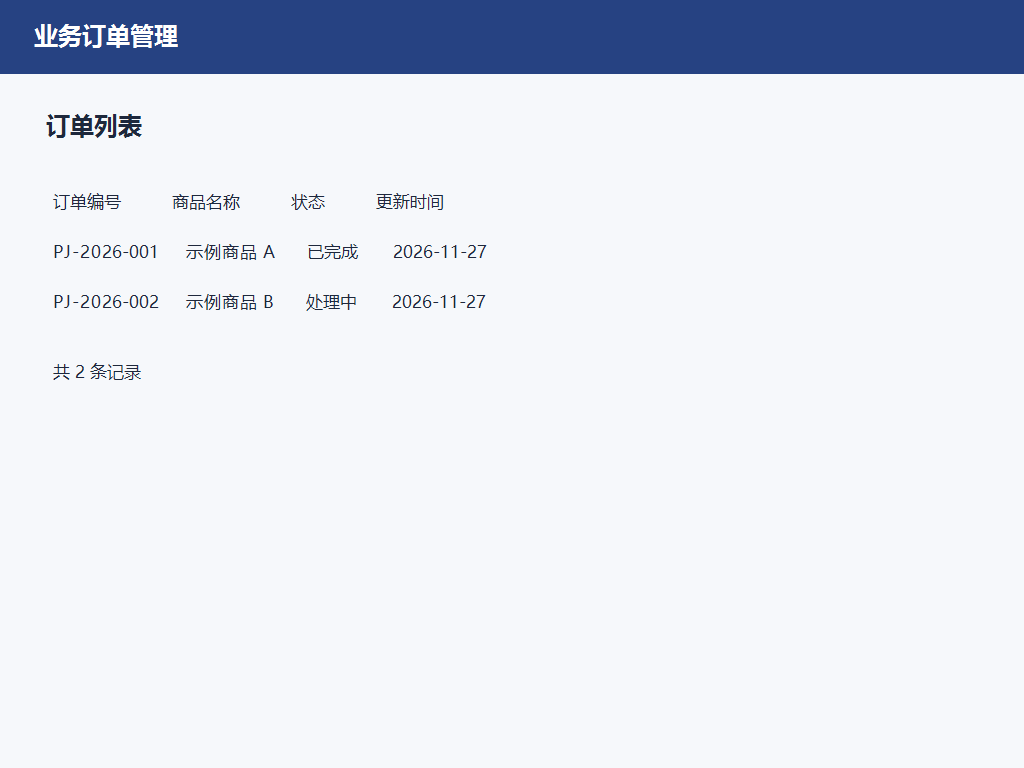 业务订单管理
订单列表
订单编号 商品名称 状态 更新时间
PJ-2026-001 示例商品 A 已完成 2026-11-27
PJ-2026-002 示例商品 B 处理中 2026-11-27
共 2 条记录